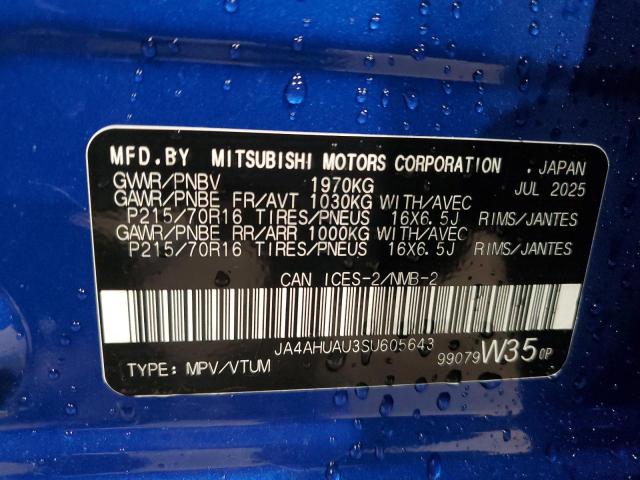 MFD.BY MITSUBISHI MOTORS CORPORATION . JAPAN
GVWR/PNBV 1970KG JUL 2025
GAWR/PNBE FR/AVT 1030KG WITH/AVEC
P215/70R16 TIRES/PNEUS 16X6.5J RIMS/JANTES
GAWR/PNBE RR/ARR 1000KG WITH/AVEC
P215/70R16 TIRES/PNEUS 16X6.5J RIMS/JANTES
CAN ICES-2/NMB-2
JA4AHUAU3SU605643
TYPE: MPV/VTUM 99079 W35 0P